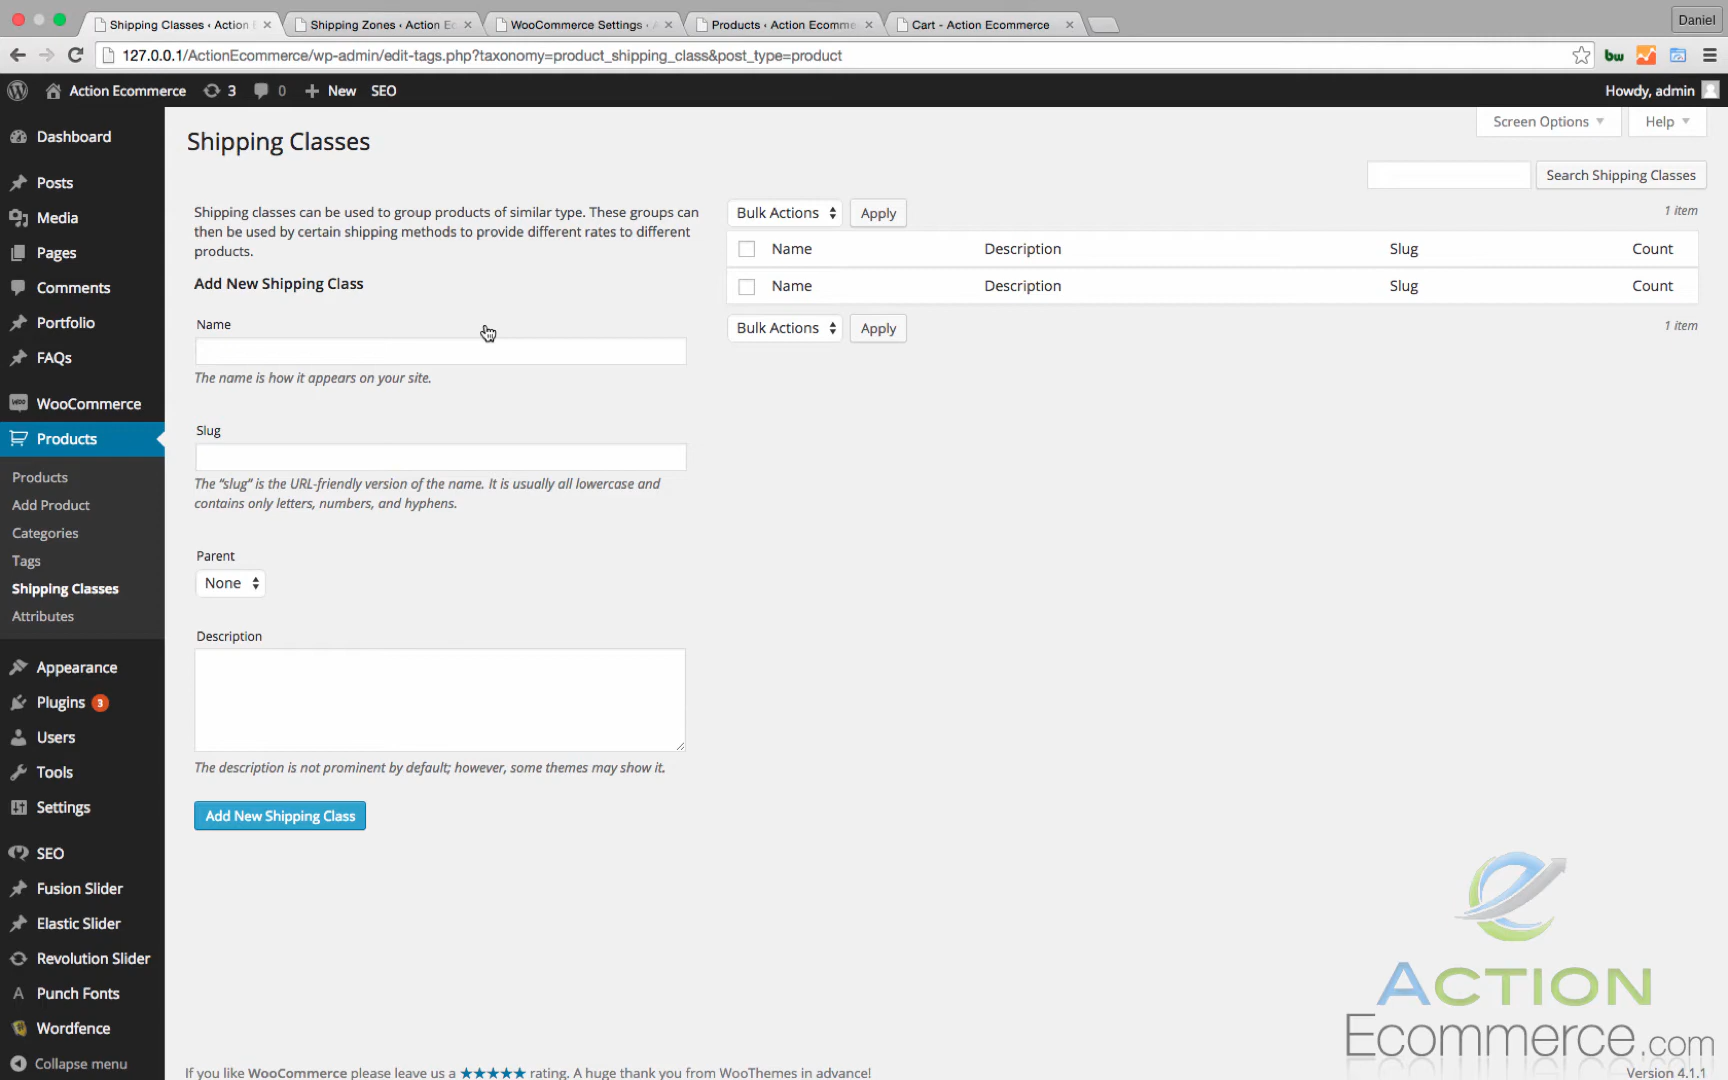 Shipping Classes ‹ Action E
Shipping Zones ‹ Action Ec
WooCommerce Settings ‹ A
Products ‹ Action Ecomme
Cart - Action Ecommerce
Daniel
127.0.0.1/ActionEcommerce/wp-admin/edit-tags.php?taxonomy=product_shipping_class&post_type=product
bw
Action Ecommerce
3
0
New
SEO
Howdy, admin
Dashboard
Posts
Media
Pages
Comments
Portfolio
FAQs
WooCommerce
Products
Products
Add Product
Categories
Tags
Shipping Classes
Attributes
Appearance
Plugins 3
Users
Tools
Settings
SEO
Fusion Slider
Elastic Slider
Revolution Slider
Punch Fonts
Wordfence
Collapse menu
Screen Options
Help
Shipping Classes
Search Shipping Classes
Shipping classes can be used to group products of similar type. These groups can
then be used by certain shipping methods to provide different rates to different
products.
Add New Shipping Class
Name
The name is how it appears on your site.
Slug
The “slug” is the URL-friendly version of the name. It is usually all lowercase and
contains only letters, numbers, and hyphens.
Parent
None
Description
The description is not prominent by default; however, some themes may show it.
Add New Shipping Class
Bulk Actions
Apply
1 item
Name Description Slug Count
Name Description Slug Count
Bulk Actions
Apply
1 item
ACTION
Ecommerce.com
If you like WooCommerce please leave us a ★★★★★ rating. A huge thank you from WooThemes in advance!
Version 4.1.1